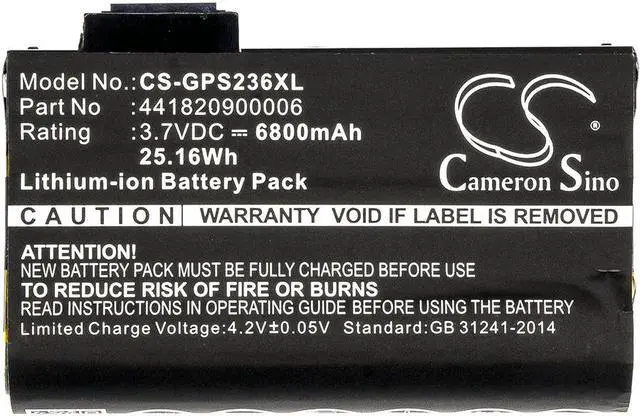 Model No.: CS-GPS236XL
Part No :441820900006
Rating :3.7VDC ⎓ 6800mAh
25.16Wh
Lithium-ion Battery Pack
CS
®
Cameron Sino
CAUTION WARRANTY VOID IF LABEL IS REMOVED
ATTENTION!
NEW BATTERY PACK MUST BE FULLY CHARGED BEFORE USE
TO REDUCE RISK OF FIRE OR BURNS
READ INSTRUCTIONS IN OPERATING GUIDE BEFORE USING THE BATTERY
Limited Charge Voltage:4.2V±0.05V Standard:GB 31241-2014